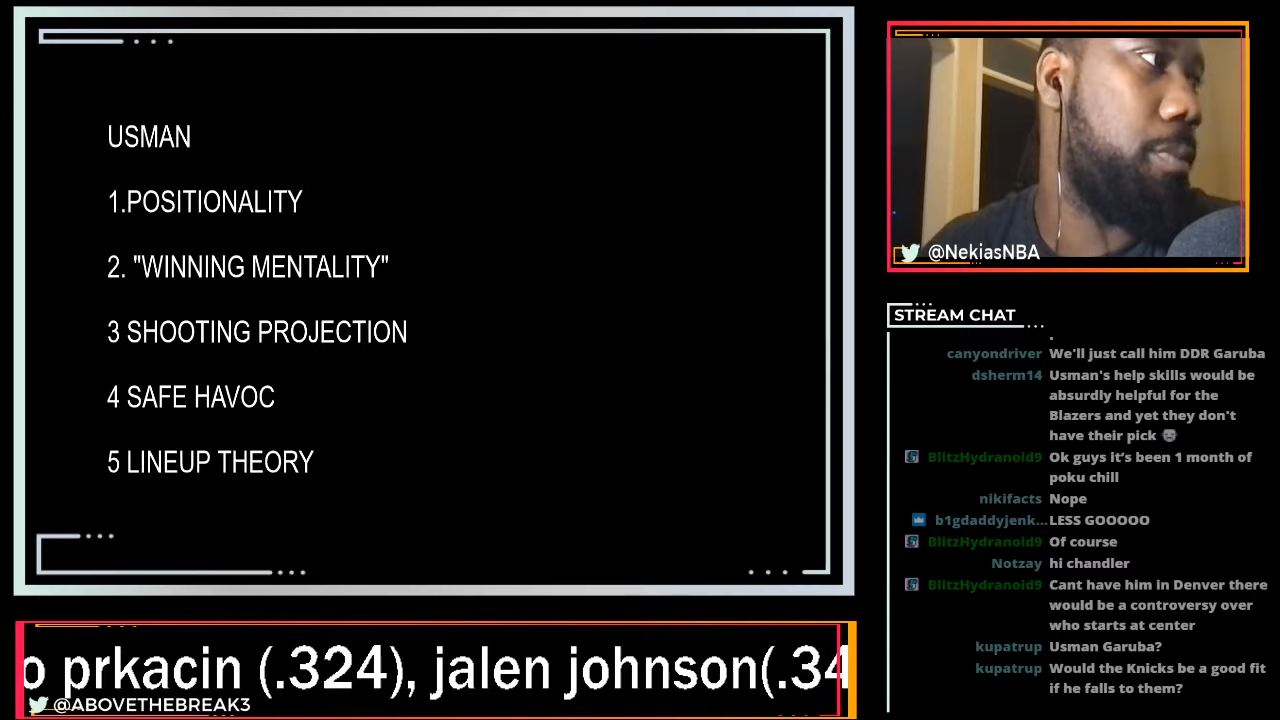 USMAN
1.POSITIONALITY
2. "WINNING MENTALITY"
3 SHOOTING PROJECTION
4 SAFE HAVOC
5 LINEUP THEORY
@NekiasNBA
STREAM CHAT
canyondriver We'll just call him DDR Garuba
dsherm14 Usman's help skills would be
absurdly helpful for the
Blazers and yet they don't
have their pick
BlitzHydranoid9 Ok guys it's been 1 month of
poku chill
nikifacts Nope
b1gdaddyjenk... LESS GOOOOO
BlitzHydranoid9 Of course
Notzay hi chandler
BlitzHydranoid9 Cant have him in Denver there
would be a controversy over
who starts at center
kupatrup Usman Garuba?
kupatrup Would the Knicks be a good fit
if he falls to them?
o prkacin (.324), jalen johnson(.34
@ABOVETHEBREAK3